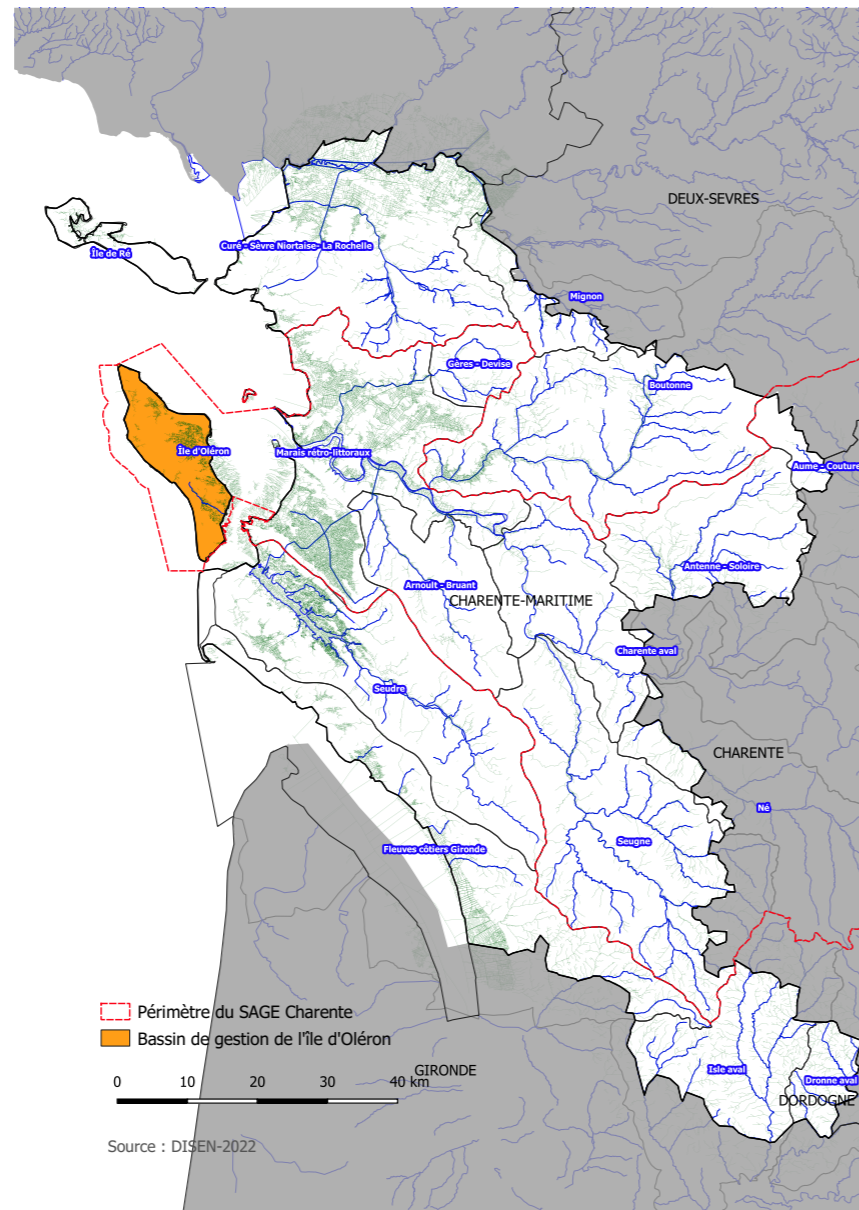 DEUX-SEVRES
Curé - Sèvre Niortaise- La Rochelle
Île de Ré
Mignon
Gères - Devise
Boutonne
Île d'Oléron
Marais rétro-littoraux
Aume - Couture
Antenne - Soloire
Arnoult - Bruant
CHARENTE-MARITIME
Charente aval
Seudre
CHARENTE
Né
Seugne
Fleuves côtiers Gironde
Périmètre du SAGE Charente
Bassin de gestion de l'île d'Oléron
GIRONDE
Isle aval
Dronne aval
0 10 20 30 40 km
DORDOGNE
Source : DISEN-2022